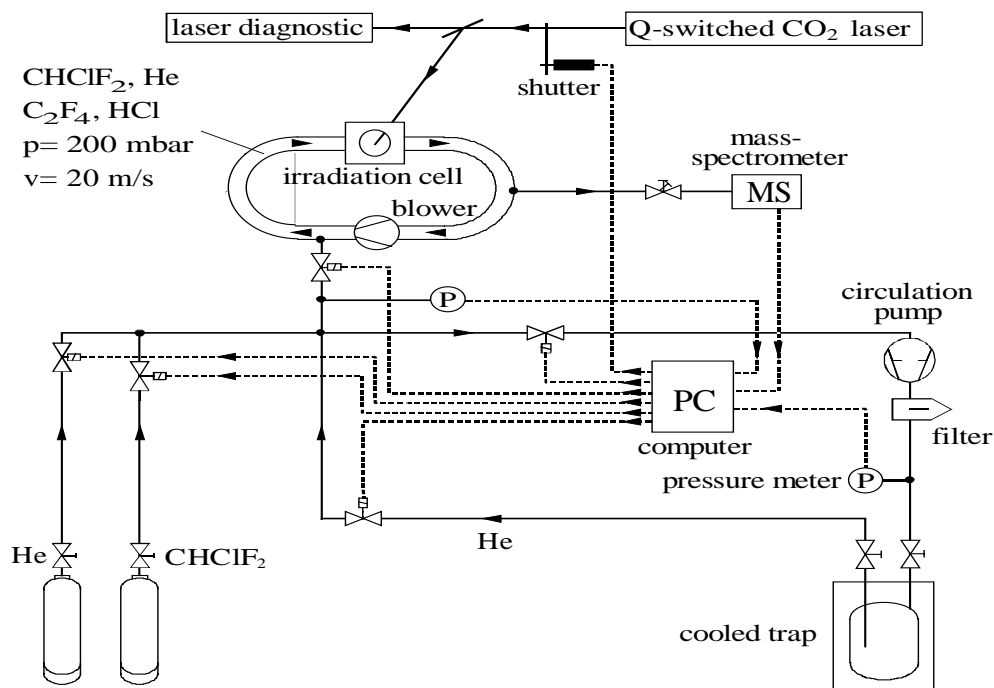 laser diagnostic
Q-switched CO₂ laser
shutter
CHClF₂, He
C₂F₄, HCl
p= 200 mbar
v= 20 m/s
irradiation cell
blower
mass-
spectrometer
MS
P
circulation
pump
PC
computer
filter
pressure meter
P
He
He
CHClF₂
cooled trap